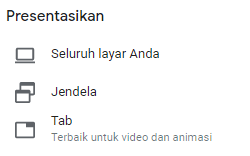 Presentasikan
Seluruh layar Anda
Jendela
Tab
Terbaik untuk video dan animasi